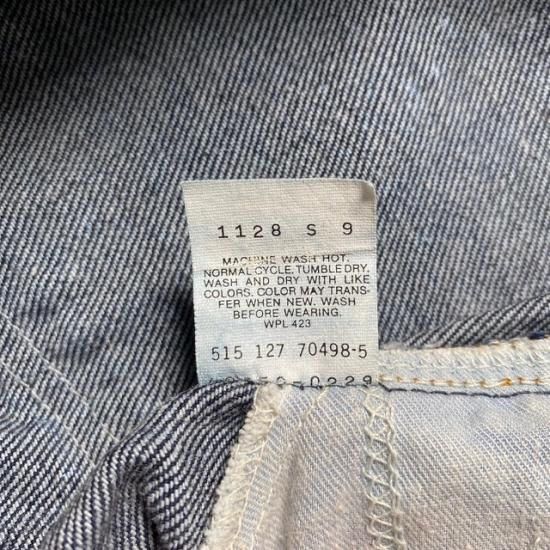 1128 S 9
MACHINE WASH HOT.
NORMAL CYCLE. TUMBLE DRY.
WASH AND DRY WITH LIKE
COLORS. COLOR MAY TRANS-
FER WHEN NEW. WASH
BEFORE WEARING.
WPL 423
515 127 70498-5
-0229